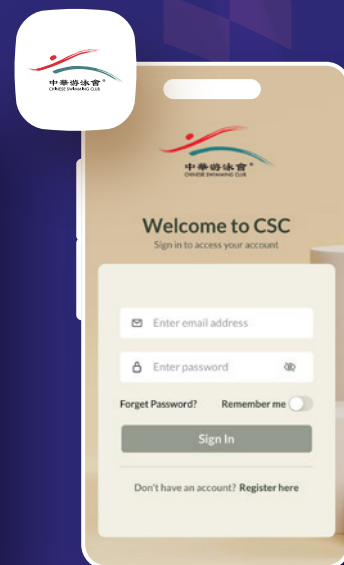 中華游泳會
CHINESE SWIMMING CLUB
中華游泳會
CHINESE SWIMMING CLUB
Welcome to CSC
Sign in to access your account
Enter email address
Enter password
Forget Password? Remember me
Sign In
Don't have an account? Register here